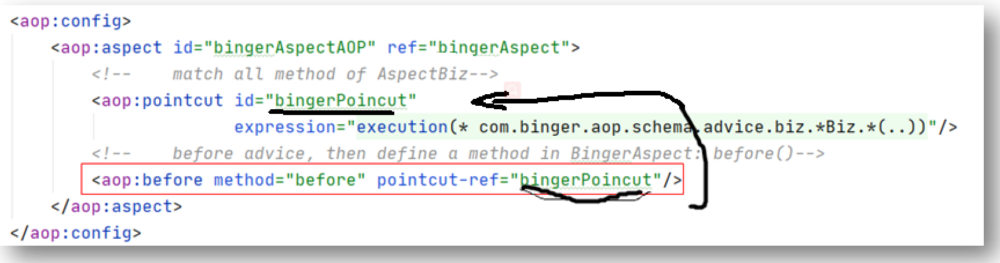 <aop:config>
<aop:aspect id="bingerAspectAOP" ref="bingerAspect">
<!-- match all method of AspectBiz-->
<aop:pointcut id="bingerPoincut"
expression="execution(* com.binger.aop.schema.advice.biz.*Biz.*(..))"/>
<!-- before advice, then define a method in BingerAspect: before()-->
<aop:before method="before" pointcut-ref="bingerPoincut"/>
</aop:aspect>
</aop:config>